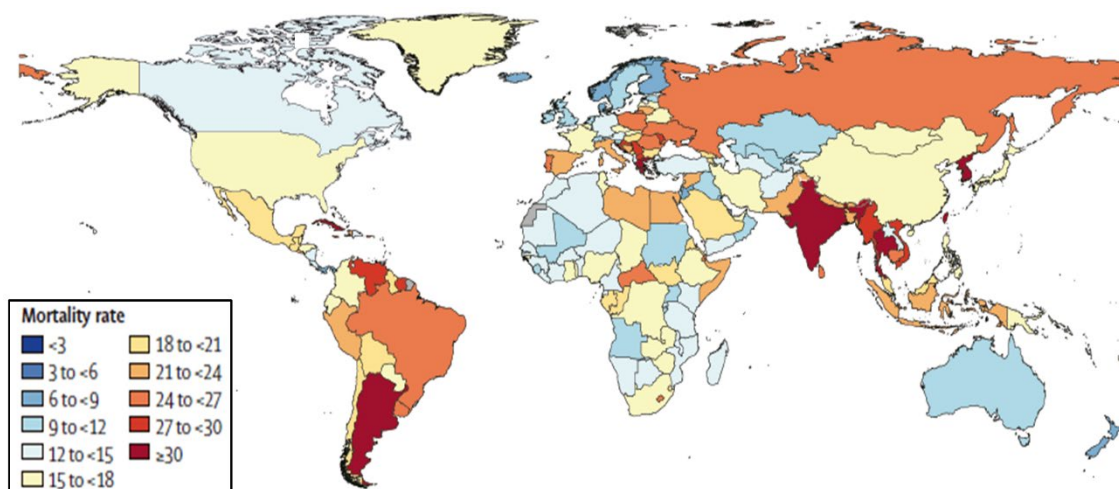 Mortality rate
<3
3 to <6
6 to <9
9 to <12
12 to <15
15 to <18
18 to <21
21 to <24
24 to <27
27 to <30
≥30